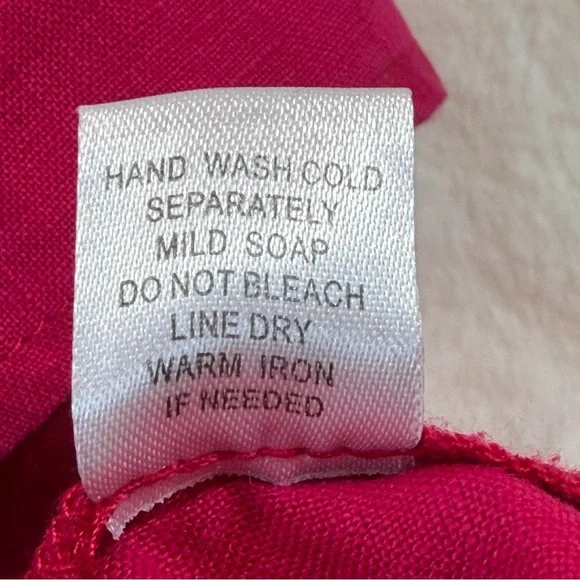 HAND WASH COLD
SEPARATELY
MILD SOAP
DO NOT BLEACH
LINE DRY
WARM IRON
IF NEEDED